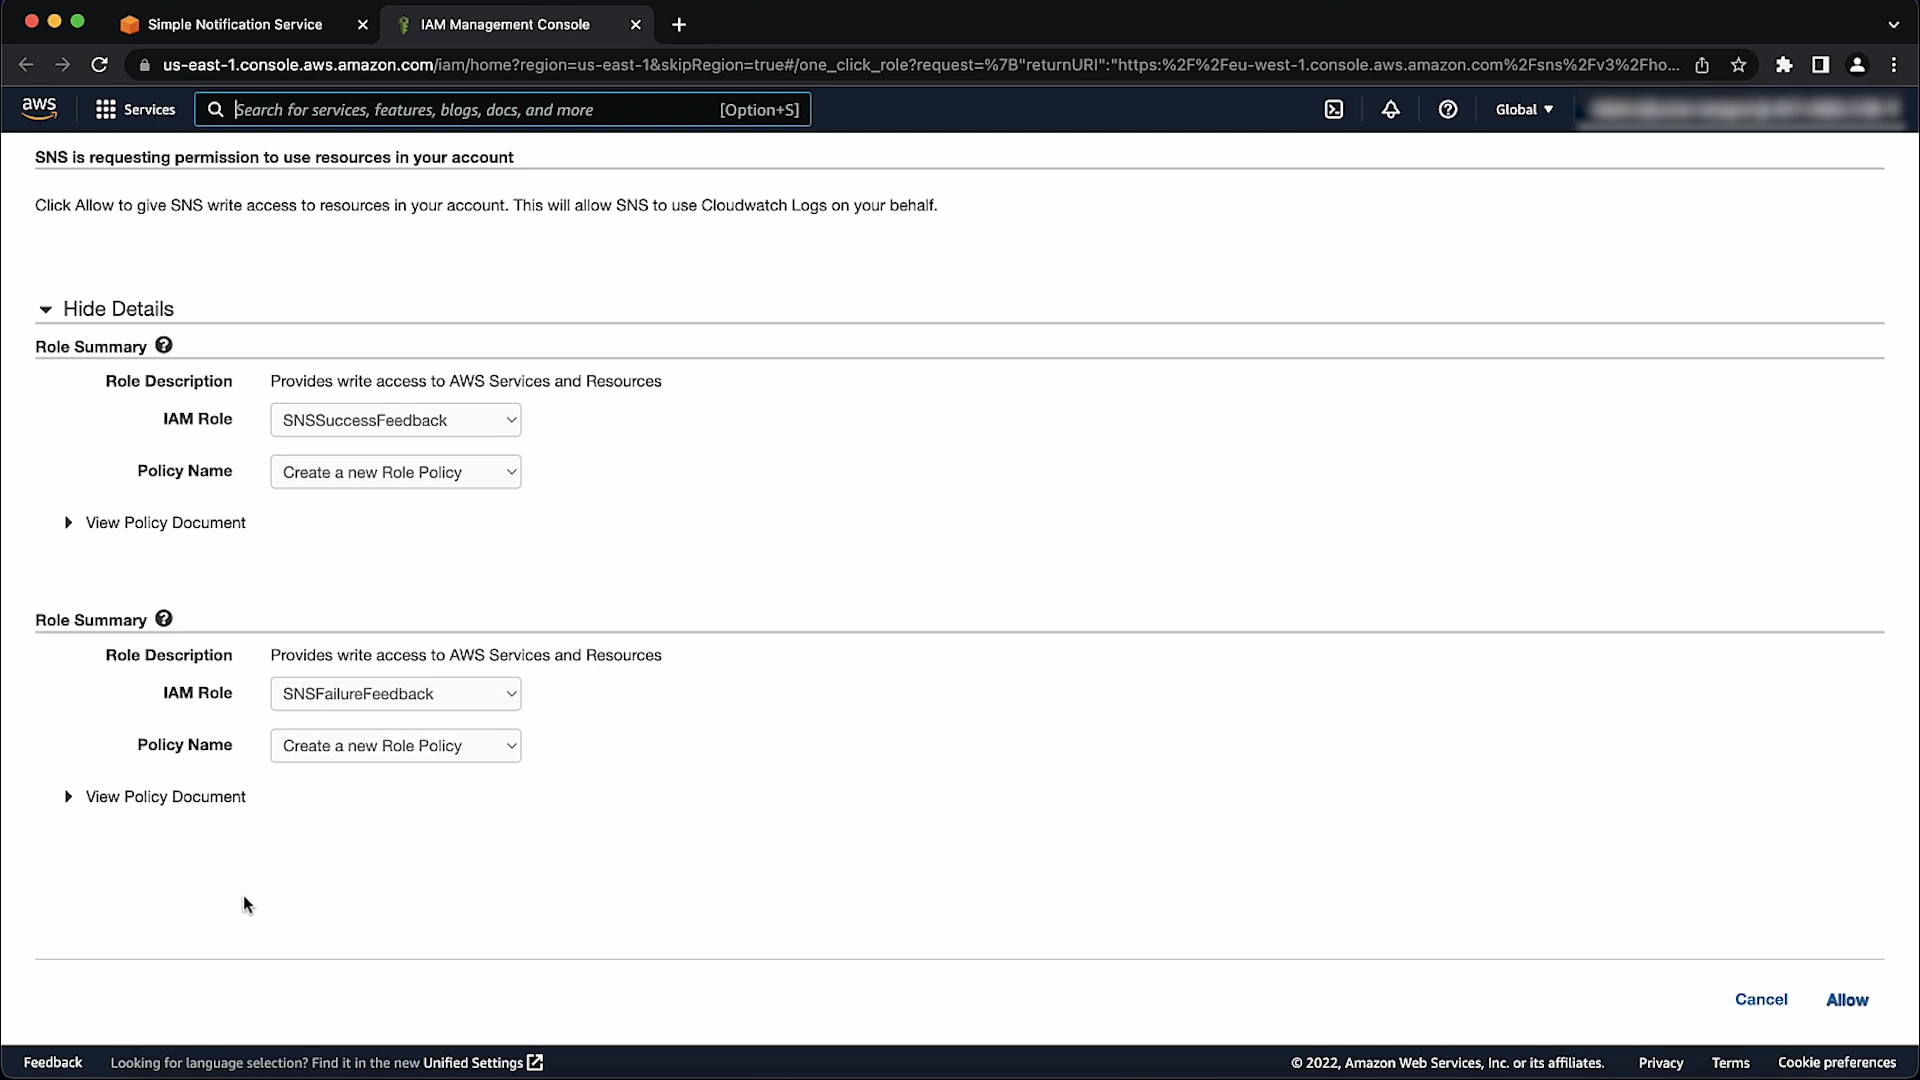 Simple Notification Service
IAM Management Console
us-east-1.console.aws.amazon.com/iam/home?region=us-east-1&skipRegion=true#/one_click_role?request=%7B"returnURI":"https:%2F%2Feu-west-1.console.aws.amazon.com%2Fsns%2Fv3%2Fho...
aws
Services
Search for services, features, blogs, docs, and more
[Option+S]
Global
SNS is requesting permission to use resources in your account
Click Allow to give SNS write access to resources in your account. This will allow SNS to use Cloudwatch Logs on your behalf.
Hide Details
Role Summary
Role Description Provides write access to AWS Services and Resources
IAM Role SNSSuccessFeedback
Policy Name Create a new Role Policy
View Policy Document
Role Summary
Role Description Provides write access to AWS Services and Resources
IAM Role SNSFailureFeedback
Policy Name Create a new Role Policy
View Policy Document
Cancel Allow
Feedback Looking for language selection? Find it in the new Unified Settings © 2022, Amazon Web Services, Inc. or its affiliates. Privacy Terms Cookie preferences